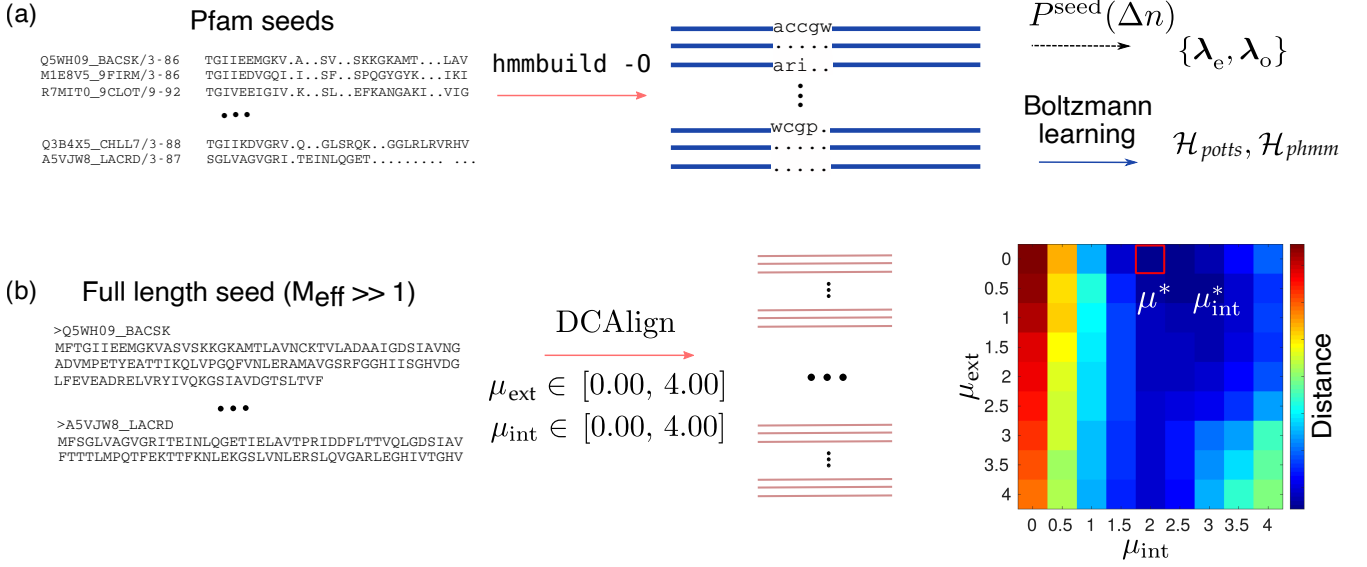 (a)
Pfam seeds
Q5WH09_BACSK/3-86 TGIIEEMGKV.A..SV..SKKGKAMT...LAV
M1E8V5_9FIRM/3-86 TGIIEDVGQI.I..SF..SPQGYGYK...IKI
R7MIT0_9CLOT/9-92 TGIVEEIGIV.K..SL..EFKANGAKI..VIG
•••
Q3B4X5_CHLL7/3-88 TGIIKDVGRV.Q..GLSRQK..GGLRLRVRHV
A5VJW8_LACRD/3-87 SGLVAGVGRI.TEINLQGET......... ...
hmmbuild -O
accgw
.....
ari..
⋮
wcgp.
.....
.....
P^seed(Δn)
{λ_e, λ_o}
Boltzmann
learning
ℋ_potts, ℋ_phmm
(b)
Full length seed (M_eff >> 1)
>Q5WH09_BACSK
MFTGIIEEMGKVASVSKKGKAMTLAVNCKTVLADAAIGDSIAVNG
ADVMPETYEATTIKQLVPGQFVNLERAMAVGSRFGGHIISGHVDG
LFEVEADRELVRYIVQKGSIAVDGTSLTVF
•••
>A5VJW8_LACRD
MFSGLVAGVGRITEINLQGETIELAVTPRIDDFLTTVQLGDSIAV
FTTTLMPQTFEKTTFKNLEKGSLVNLERSLQVGARLEGHIVTGHV
DCAlign
μ_ext ∈ [0.00, 4.00]
μ_int ∈ [0.00, 4.00]
⋮
•••
⋮
μ_ext
0
0.5
1
1.5
2
2.5
3
3.5
4
μ* μ*_int
0 0.5 1 1.5 2 2.5 3 3.5 4
μ_int
Distance